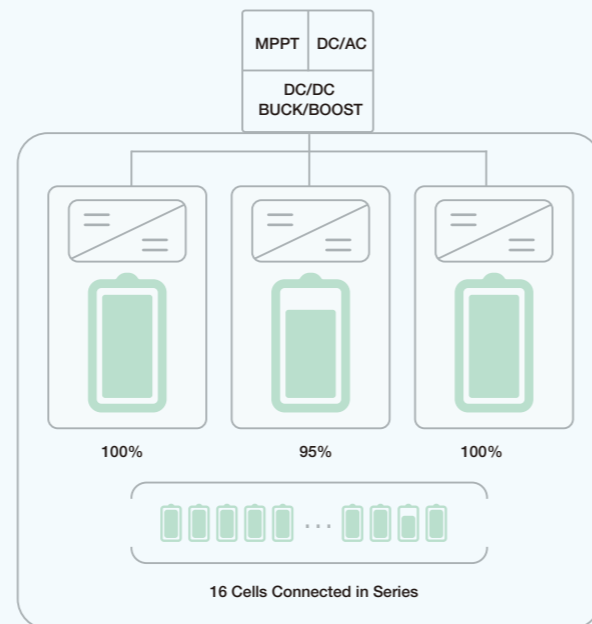 MPPT DC/AC
DC/DC
BUCK/BOOST
100% 95% 100%
16 Cells Connected in Series